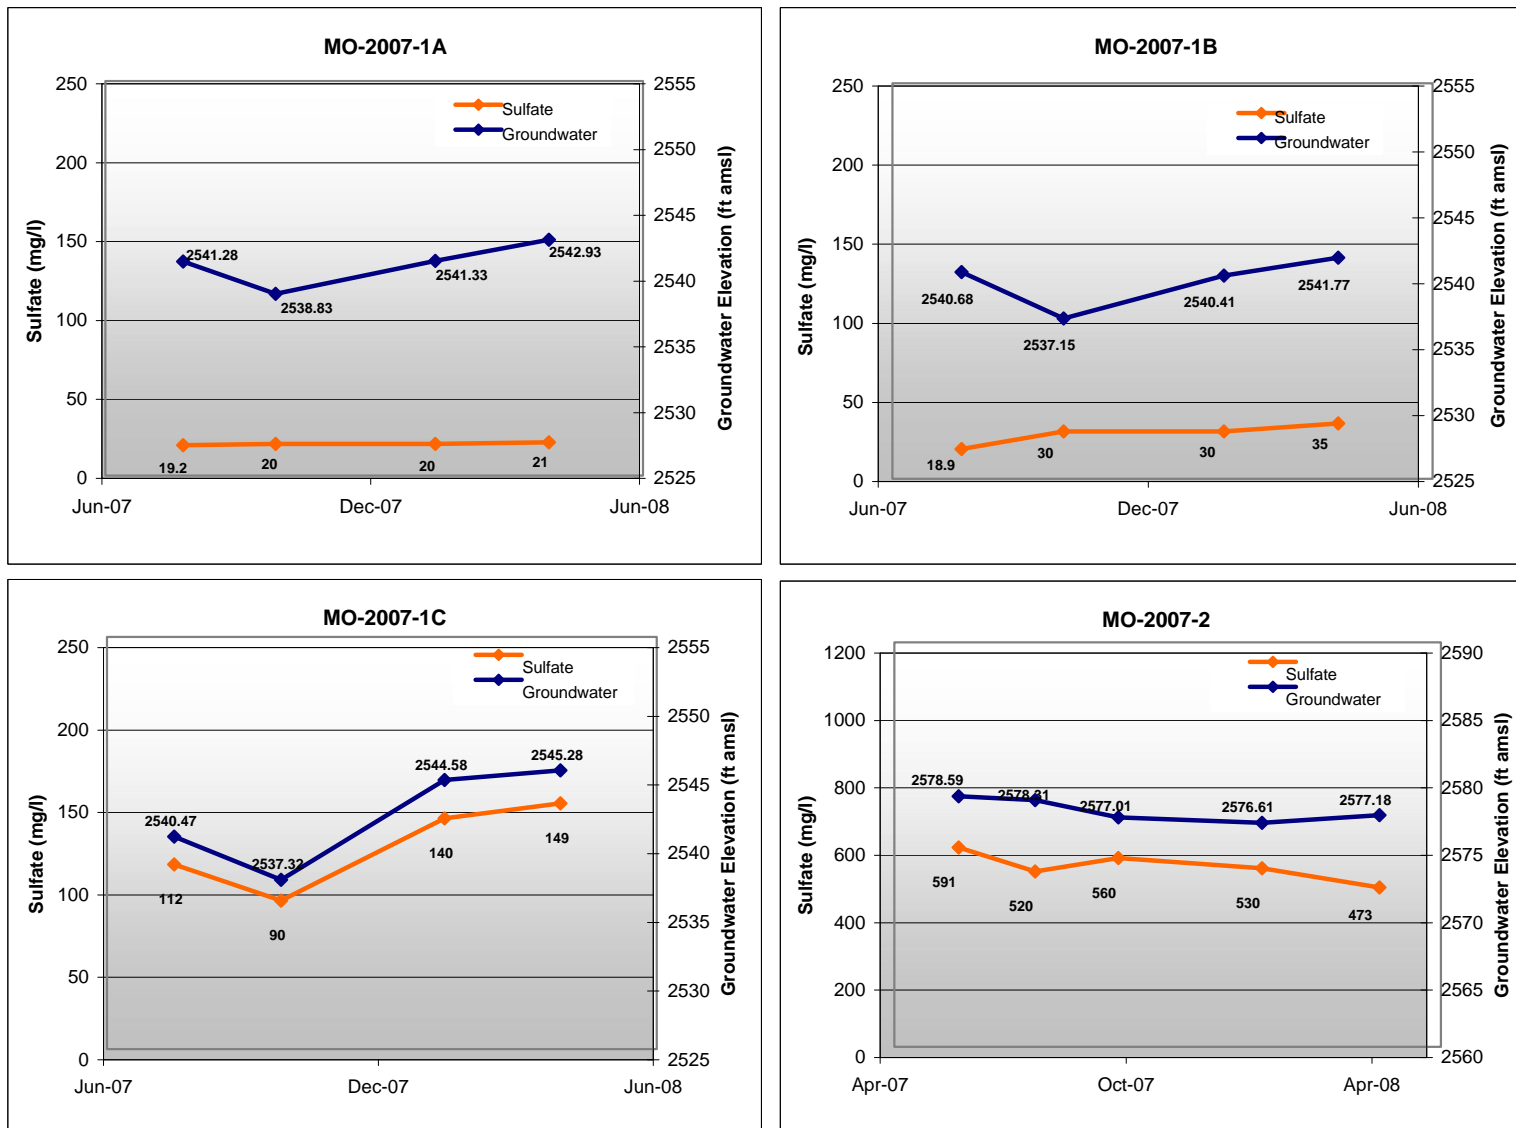 MO-2007-1A
250
200
150
100
50
0
Sulfate (mg/l)
2555
2550
2545
2540
2535
2530
2525
Groundwater Elevation (ft amsl)
Sulfate
Groundwater
2541.28
2538.83
2541.33
2542.93
19.2
20
20
21
Jun-07
Dec-07
Jun-08
MO-2007-1B
250
200
150
100
50
0
Sulfate (mg/l)
2555
2550
2545
2540
2535
2530
2525
Groundwater Elevation (ft amsl)
Sulfate
Groundwater
2540.68
2537.15
2540.41
2541.77
18.9
30
30
35
Jun-07
Dec-07
Jun-08
MO-2007-1C
250
200
150
100
50
0
Sulfate (mg/l)
2555
2550
2545
2540
2535
2530
2525
Groundwater Elevation (ft amsl)
Sulfate
Groundwater
2540.47
2537.32
2544.58
2545.28
112
90
140
149
Jun-07
Dec-07
Jun-08
MO-2007-2
1200
1000
800
600
400
200
0
Sulfate (mg/l)
2590
2585
2580
2575
2570
2565
2560
Groundwater Elevation (ft amsl)
Sulfate
Groundwater
2578.59
2578.31
2577.01
2576.61
2577.18
591
520
560
530
473
Apr-07
Oct-07
Apr-08